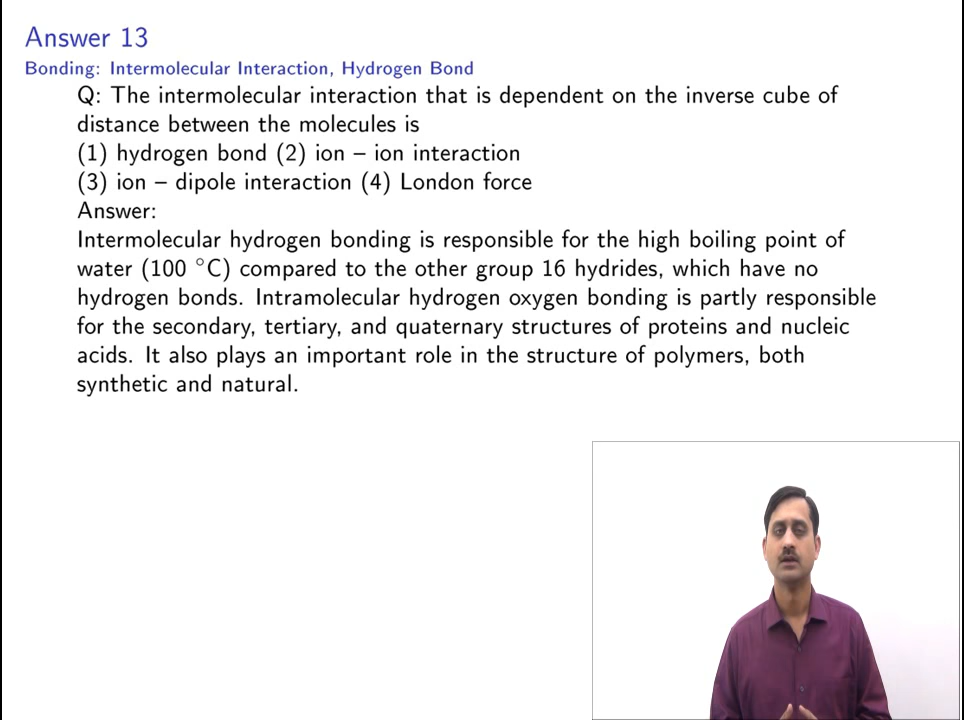 Answer 13
Bonding: Intermolecular Interaction, Hydrogen Bond
Q: The intermolecular interaction that is dependent on the inverse cube of
distance between the molecules is
(1) hydrogen bond (2) ion – ion interaction
(3) ion – dipole interaction (4) London force
Answer:
Intermolecular hydrogen bonding is responsible for the high boiling point of
water (100 °C) compared to the other group 16 hydrides, which have no
hydrogen bonds. Intramolecular hydrogen oxygen bonding is partly responsible
for the secondary, tertiary, and quaternary structures of proteins and nucleic
acids. It also plays an important role in the structure of polymers, both
synthetic and natural.